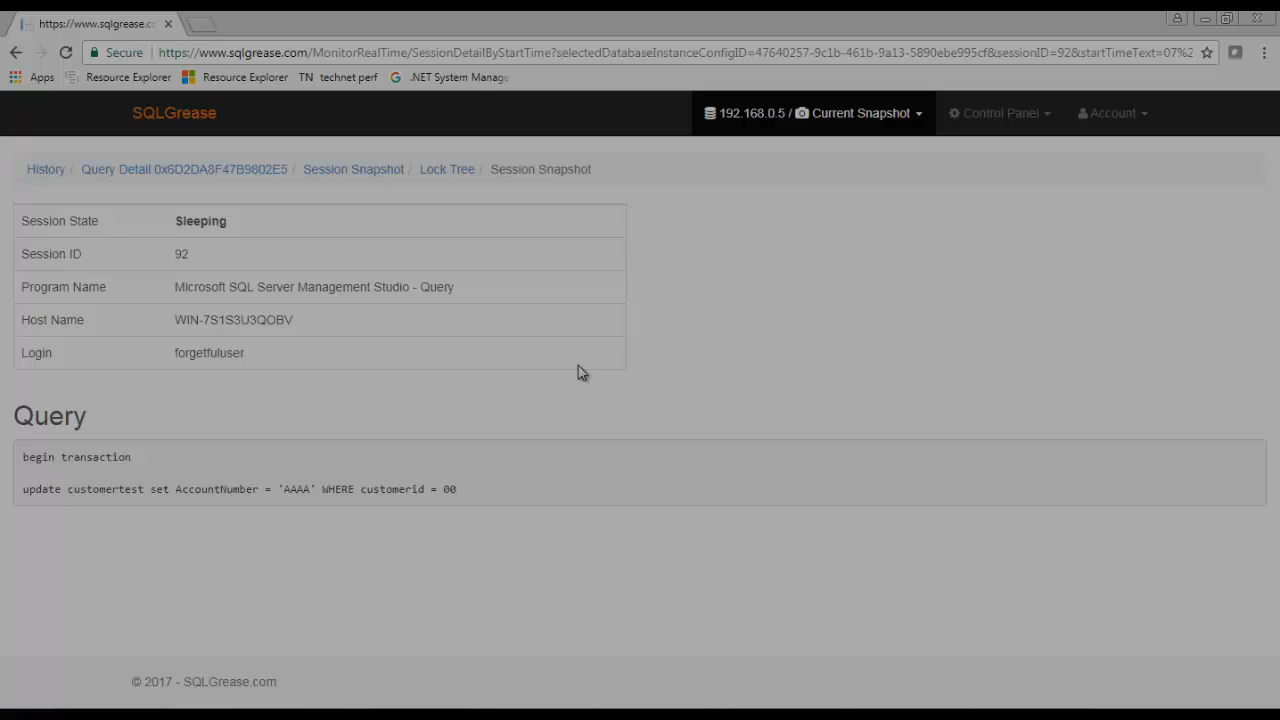 https://www.sqlgrease.co
Secure https://www.sqlgrease.com/MonitorRealTime/SessionDetailByStartTime?selectedDatabaseInstanceConfigID=47640257-9c1b-461b-9a13-5890ebe995cf&sessionID=92&startTimeText=07%2
Apps Resource Explorer Resource Explorer TN technet perf .NET System Manage
SQLGrease 192.168.0.5 / Current Snapshot Control Panel Account
History / Query Detail 0x6D2DA8F47B9802E5 / Session Snapshot / Lock Tree / Session Snapshot
Session State Sleeping
Session ID 92
Program Name Microsoft SQL Server Management Studio - Query
Host Name WIN-7S1S3U3QOBV
Login forgetfuluser
Query
begin transaction
update customertest set AccountNumber = 'AAAA' WHERE customerid = 00
© 2017 - SQLGrease.com